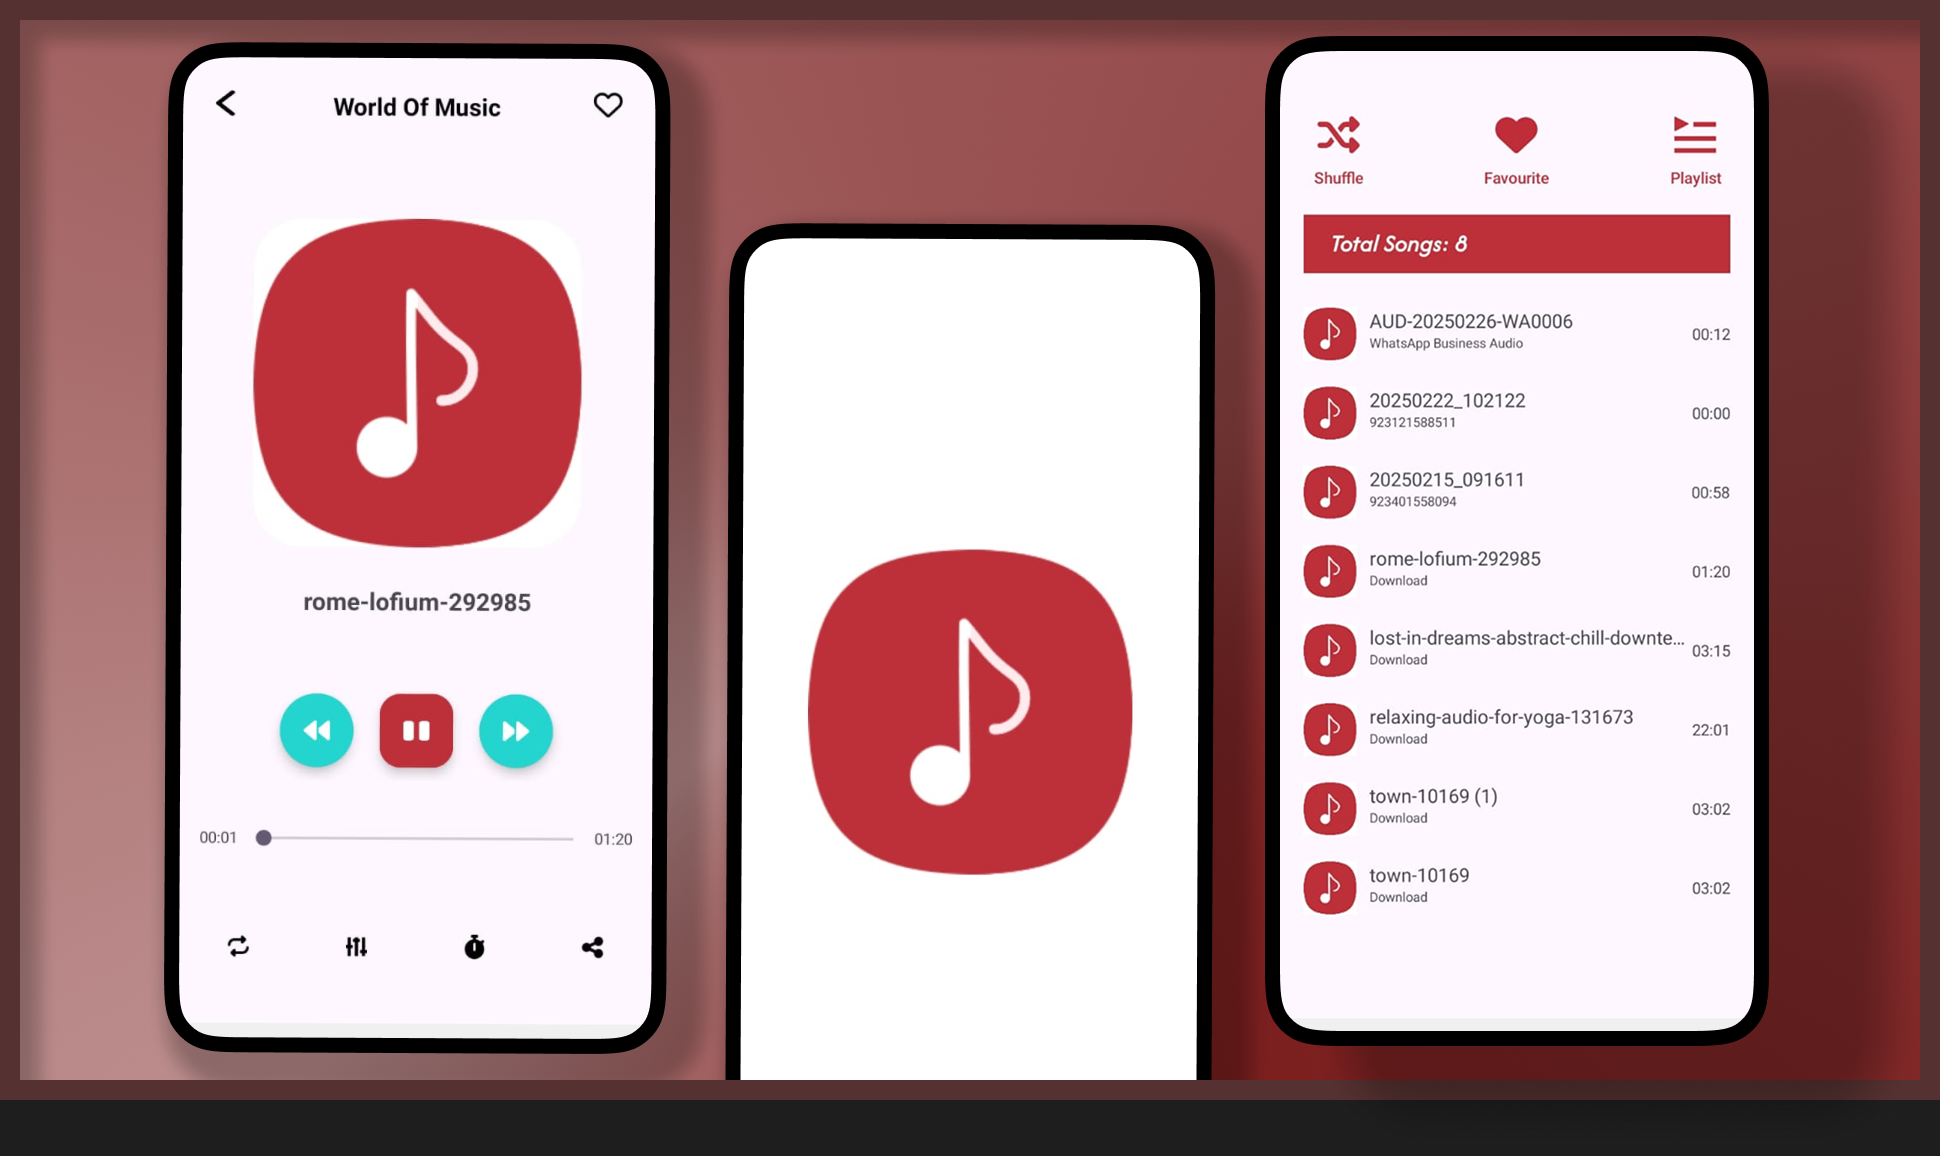 World Of Music
rome-lofium-292985
00:01
01:20
Shuffle
Favourite
Playlist
Total Songs: 8
AUD-20250226-WA0006
WhatsApp Business Audio
00:12
20250222_102122
923121588511
00:00
20250215_091611
923401558094
00:58
rome-lofium-292985
Download
01:20
lost-in-dreams-abstract-chill-downte...
Download
03:15
relaxing-audio-for-yoga-131673
Download
22:01
town-10169 (1)
Download
03:02
town-10169
Download
03:02